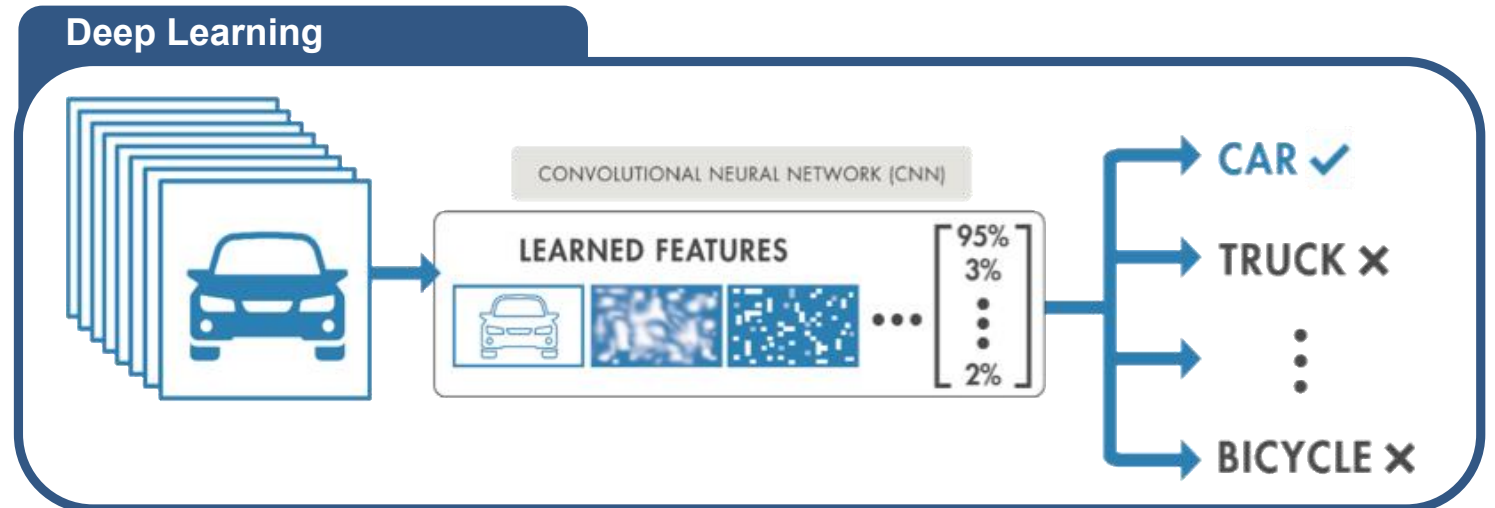 Deep Learning
CONVOLUTIONAL NEURAL NETWORK (CNN)
LEARNED FEATURES
95%
3%
2%
CAR ✓
TRUCK ×
BICYCLE ×